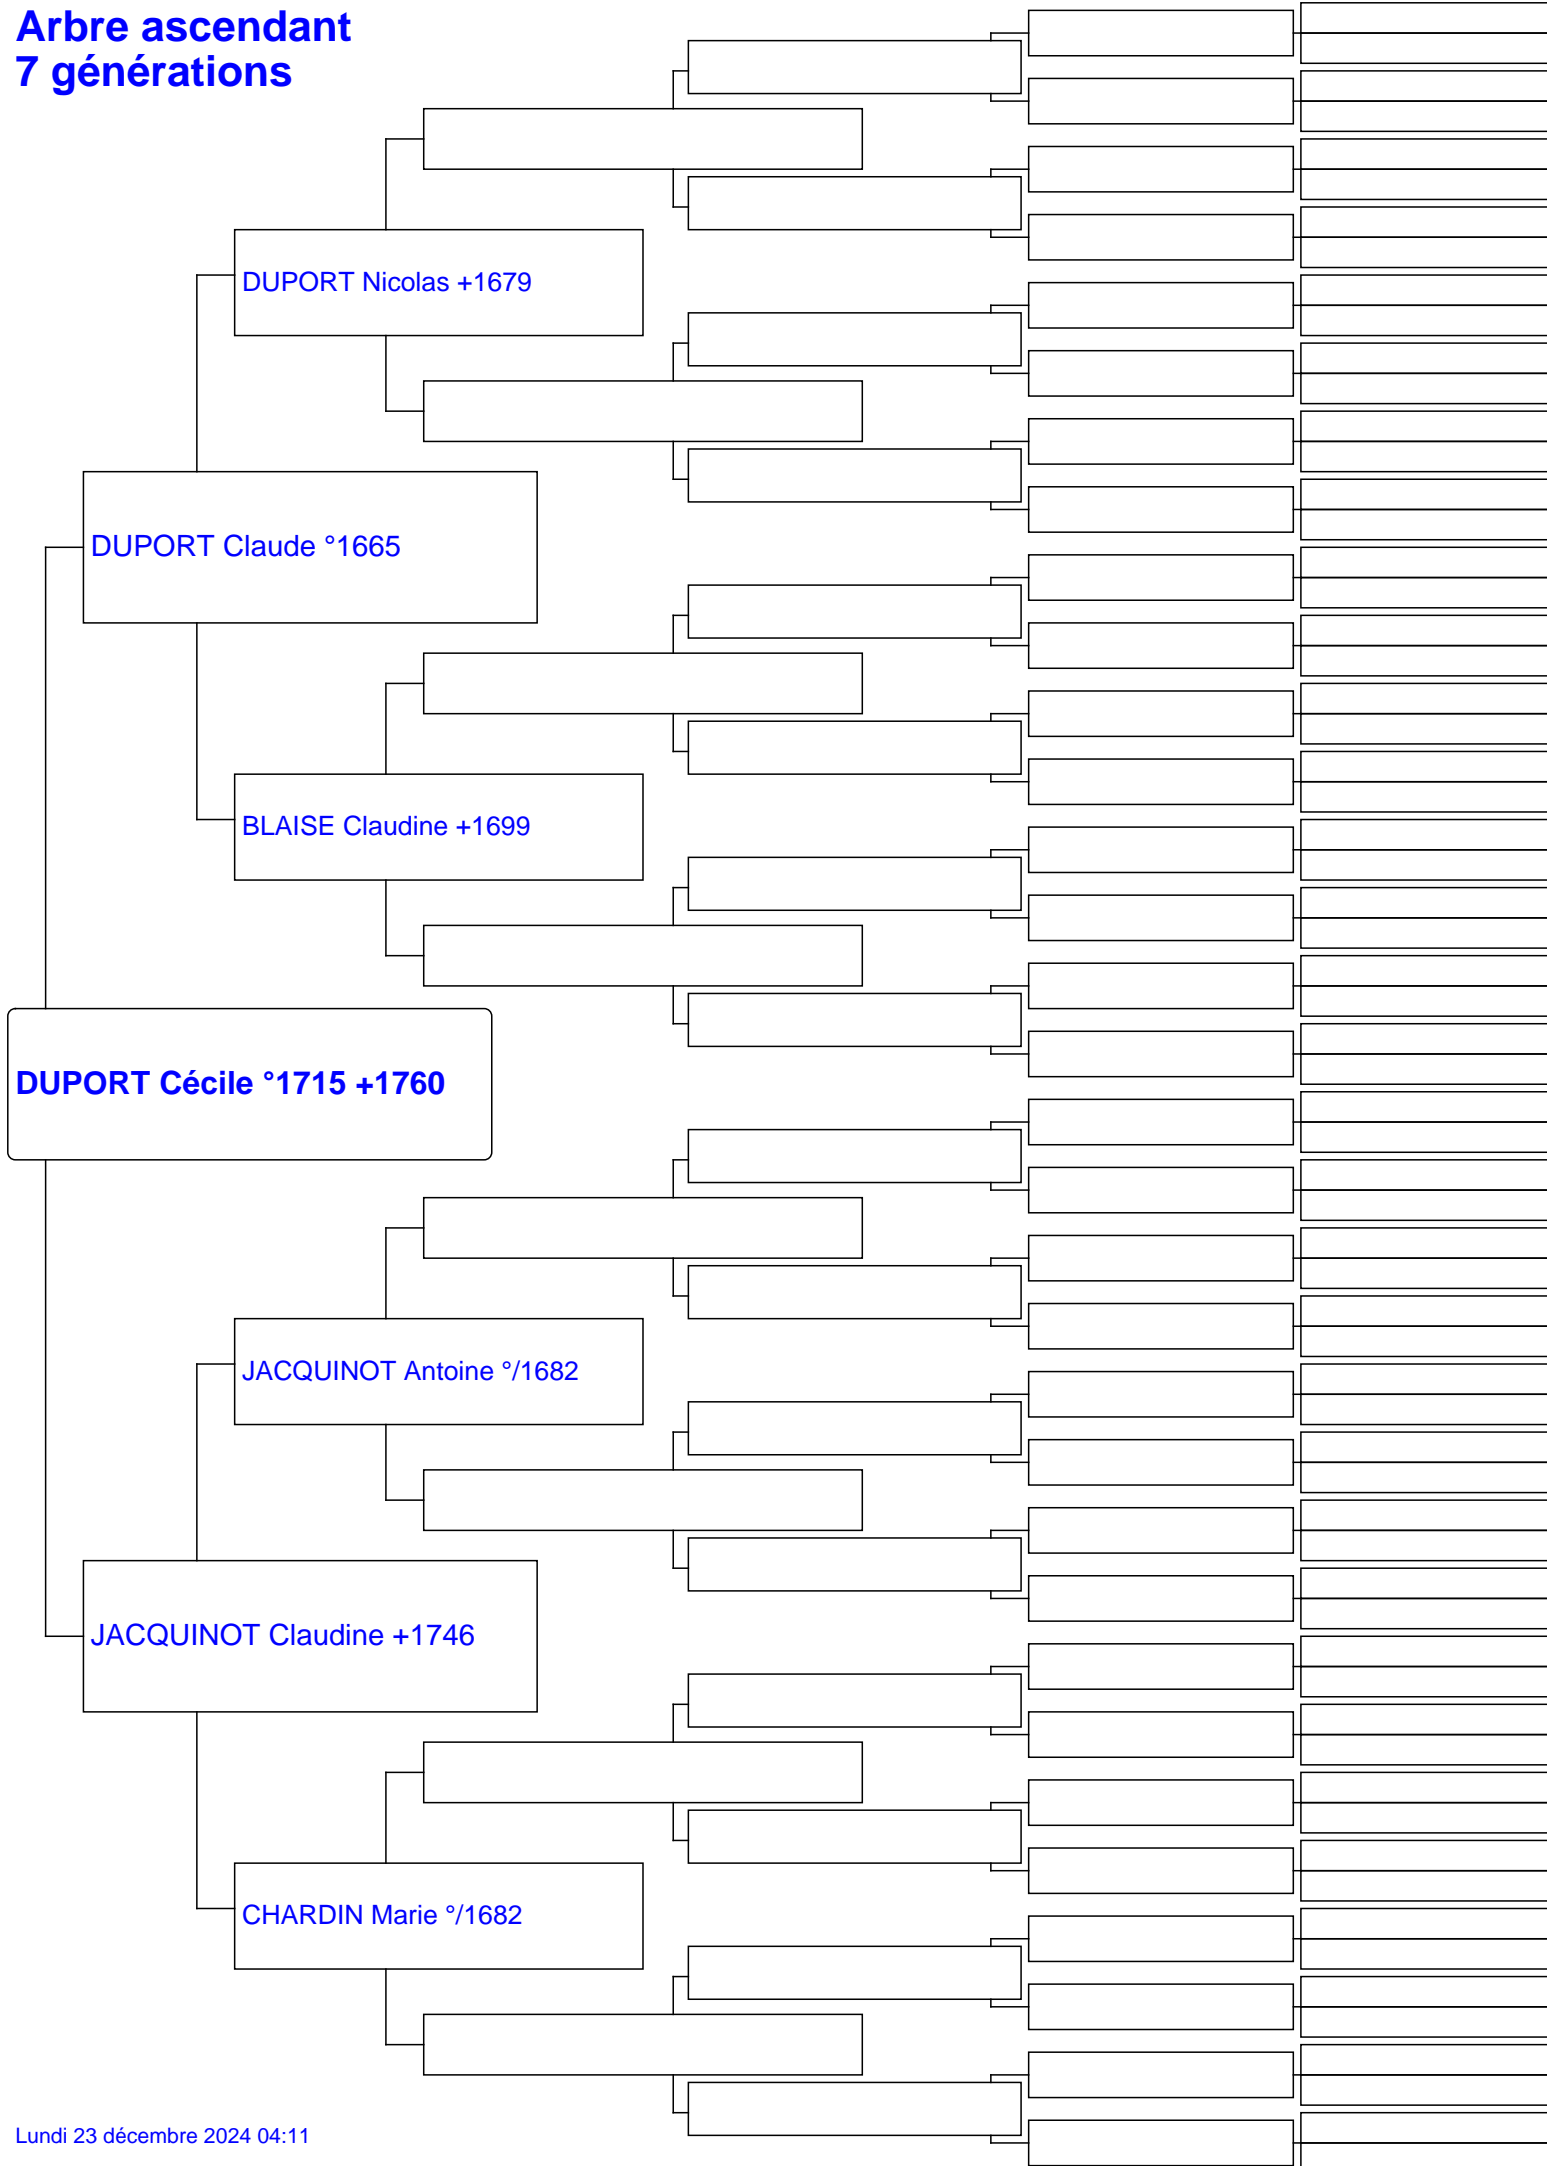 Arbre ascendant
7 générations
DUPORT Nicolas +1679
DUPORT Claude °1665
BLAISE Claudine +1699
DUPORT Cécile °1715 +1760
JACQUINOT Antoine °/1682
JACQUINOT Claudine +1746
CHARDIN Marie °/1682
Lundi 23 décembre 2024 04:11